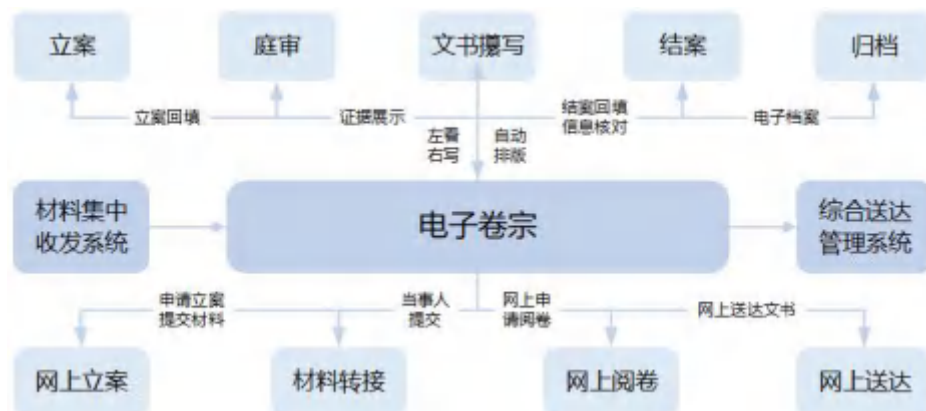 立案
庭审
文书攥写
结案
归档
立案回填
证据展示
结案回填
信息核对
电子档案
左看
右写
自动
排版
材料集中
收发系统
电子卷宗
综合送达
管理系统
申请立案
提交材料
当事人
提交
网上申
请阅卷
网上送达文书
网上立案
材料转接
网上阅卷
网上送达